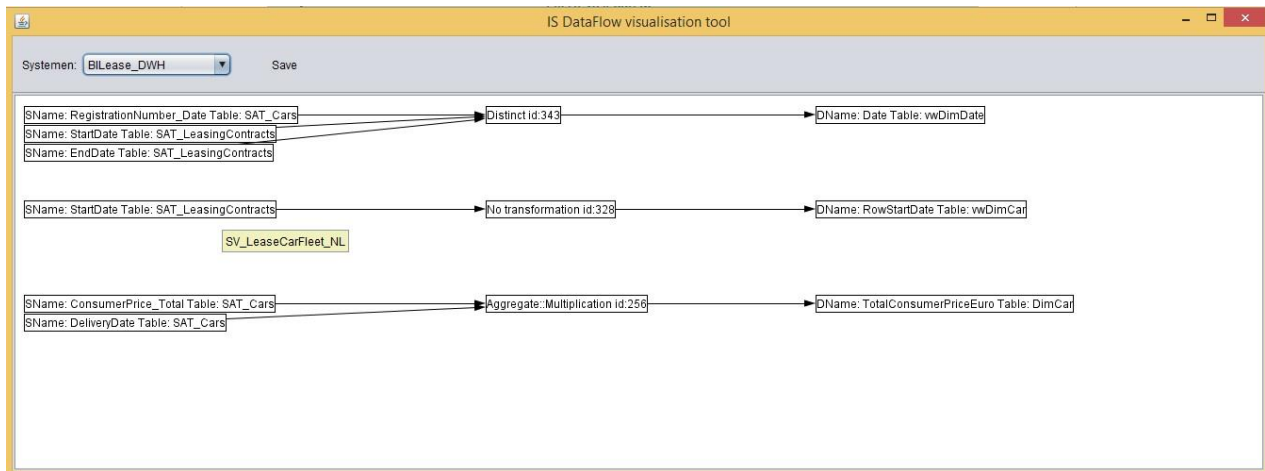 IS DataFlow visualisation tool
Systemen: BILease_DWH Save
SName: RegistrationNumber_Date Table: SAT_Cars Distinct id:343 DName: Date Table: vwDimDate
SName: StartDate Table: SAT_LeasingContracts
SName: EndDate Table: SAT_LeasingContracts
SName: StartDate Table: SAT_LeasingContracts No transformation id:328 DName: RowStartDate Table: vwDimCar
SV_LeaseCarFleet_NL
SName: ConsumerPrice_Total Table: SAT_Cars Aggregate::Multiplication id:256 DName: TotalConsumerPriceEuro Table: DimCar
SName: DeliveryDate Table: SAT_Cars